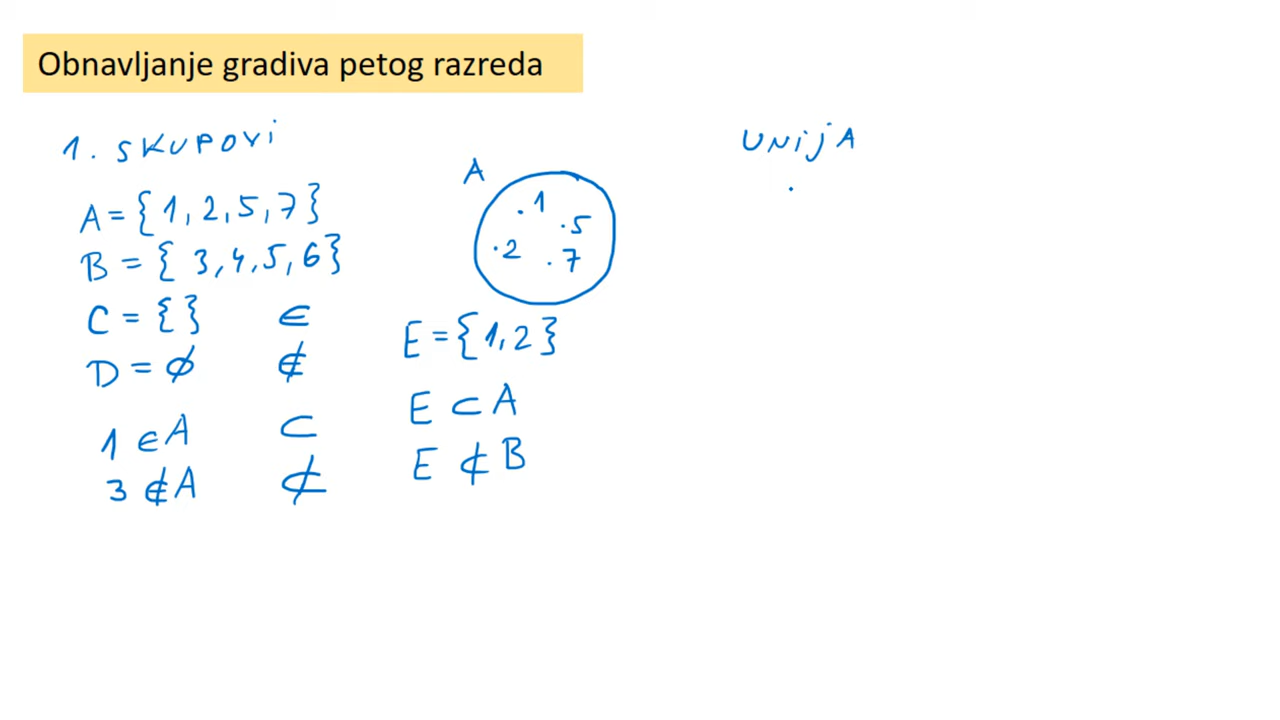 Obnavljanje gradiva petog razreda
1. SKUPOVI
A = {1, 2, 5, 7}
B = {3, 4, 5, 6}
C = {}
D = ∅
1 ∈ A
3 ∉ A
∈
∉
⊂
⊄
A
.1
.5
.2
.7
E = {1, 2}
E ⊂ A
E ⊄ B
UNIJA